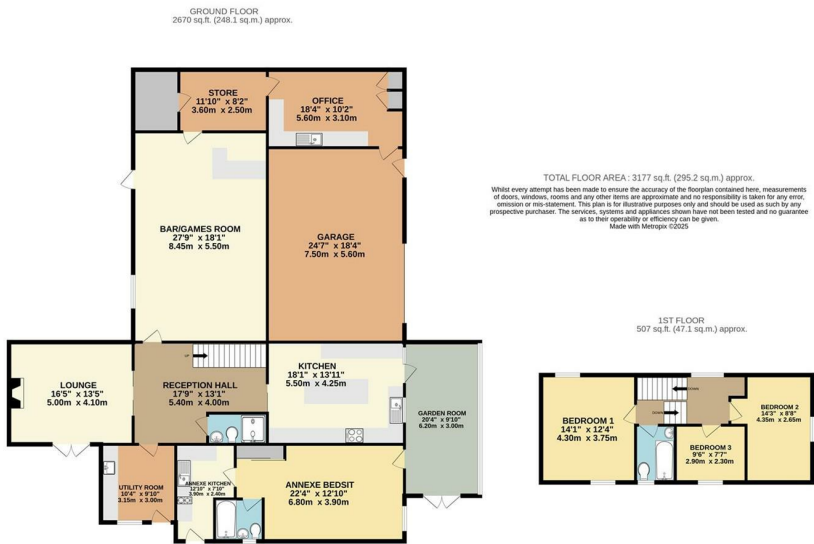 GROUND FLOOR
2670 sq.ft. (248.1 sq.m.) approx.
STORE
11'10" x 8'2"
3.60m x 2.50m
OFFICE
18'4" x 10'2"
5.60m x 3.10m
BAR/GAMES ROOM
27'9" x 18'1"
8.45m x 5.50m
GARAGE
24'7" x 18'4"
7.50m x 5.60m
LOUNGE
16'5" x 13'5"
5.00m x 4.10m
UP
RECEPTION HALL
17'9" x 13'1"
5.40m x 4.00m
KITCHEN
18'1" x 13'11"
5.50m x 4.25m
GARDEN ROOM
20'4" x 9'10"
6.20m x 3.00m
UTILITY ROOM
10'4" x 9'10"
3.15m x 3.00m
ANNEXE KITCHEN
12'10" x 7'10"
3.90m x 2.40m
ANNEXE BEDSIT
22'4" x 12'10"
6.80m x 3.90m
TOTAL FLOOR AREA : 3177 sq.ft. (295.2 sq.m.) approx.
Whilst every attempt has been made to ensure the accuracy of the floorplan contained here, measurements
of doors, windows, rooms and any other items are approximate and no responsibility is taken for any error,
omission or mis-statement. This plan is for illustrative purposes only and should be used as such by any
prospective purchaser. The services, systems and appliances shown have not been tested and no guarantee
as to their operability or efficiency can be given.
Made with Metropix ©2025
1ST FLOOR
507 sq.ft. (47.1 sq.m.) approx.
DOWN
DOWN
BEDROOM 1
14'1" x 12'4"
4.30m x 3.75m
BEDROOM 2
14'3" x 8'8"
4.35m x 2.65m
BEDROOM 3
9'6" x 7'7"
2.90m x 2.30m